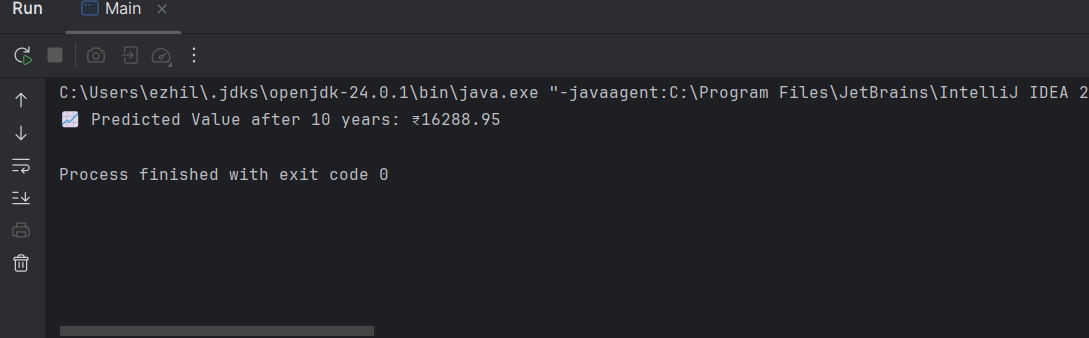 Run Main
C:\Users\ezhil\.jdks\openjdk-24.0.1\bin\java.exe "-javaagent:C:\Program Files\JetBrains\IntelliJ IDEA 2
📈 Predicted Value after 10 years: ₹16288.95
Process finished with exit code 0